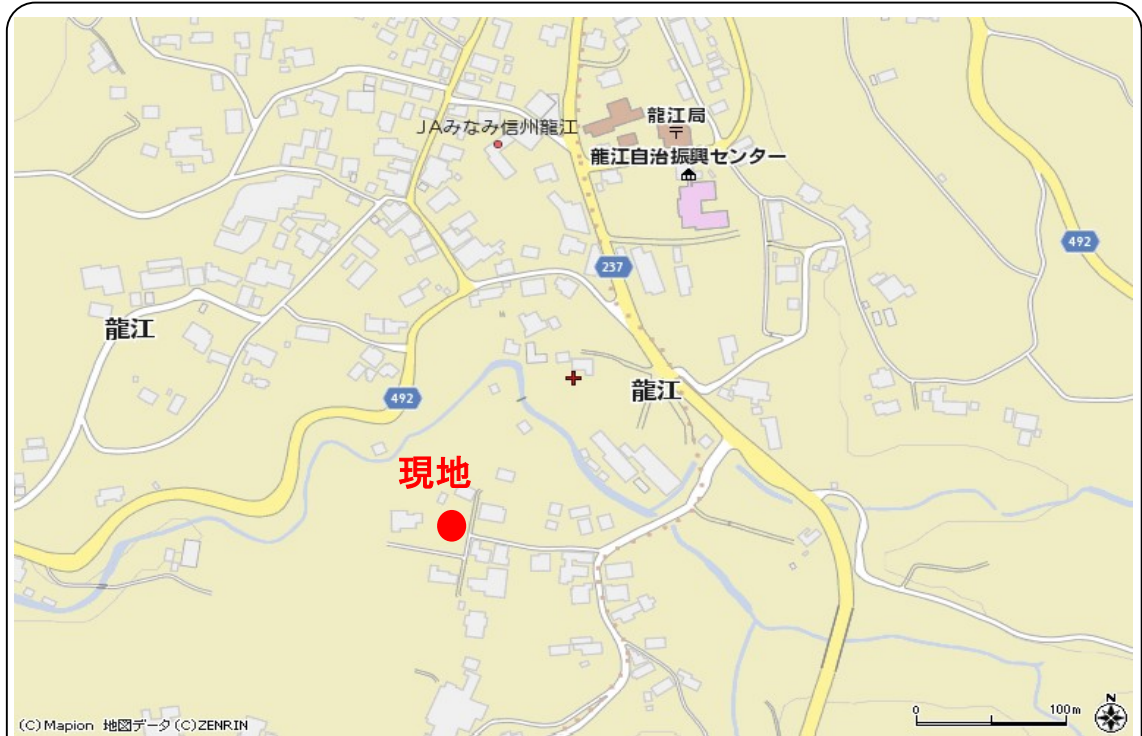 龍江局
〒
JAみなみ信州龍江
龍江自治振興センター
492
237
龍江
龍江
492
現地
(C)Mapion 地図データ(C)ZENRIN
0 100m
N